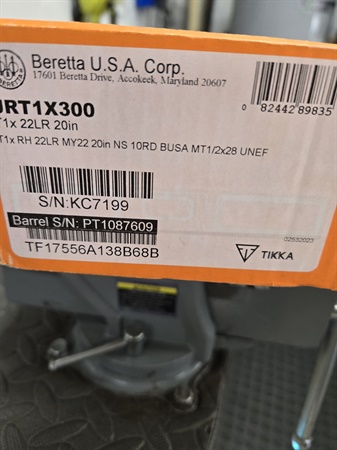 BERETTA
Beretta U.S.A. Corp.
17601 Beretta Drive, Accokeek, Maryland 20607
JRT1X300
T1x 22LR 20in
T1x RH 22LR MY22 20in NS 10RD BUSA MT1/2x28 UNEF
0 82442 89835
S/N:KC7199
Barrel S/N: PT1087609
TF17556A138B68B
TIKKA